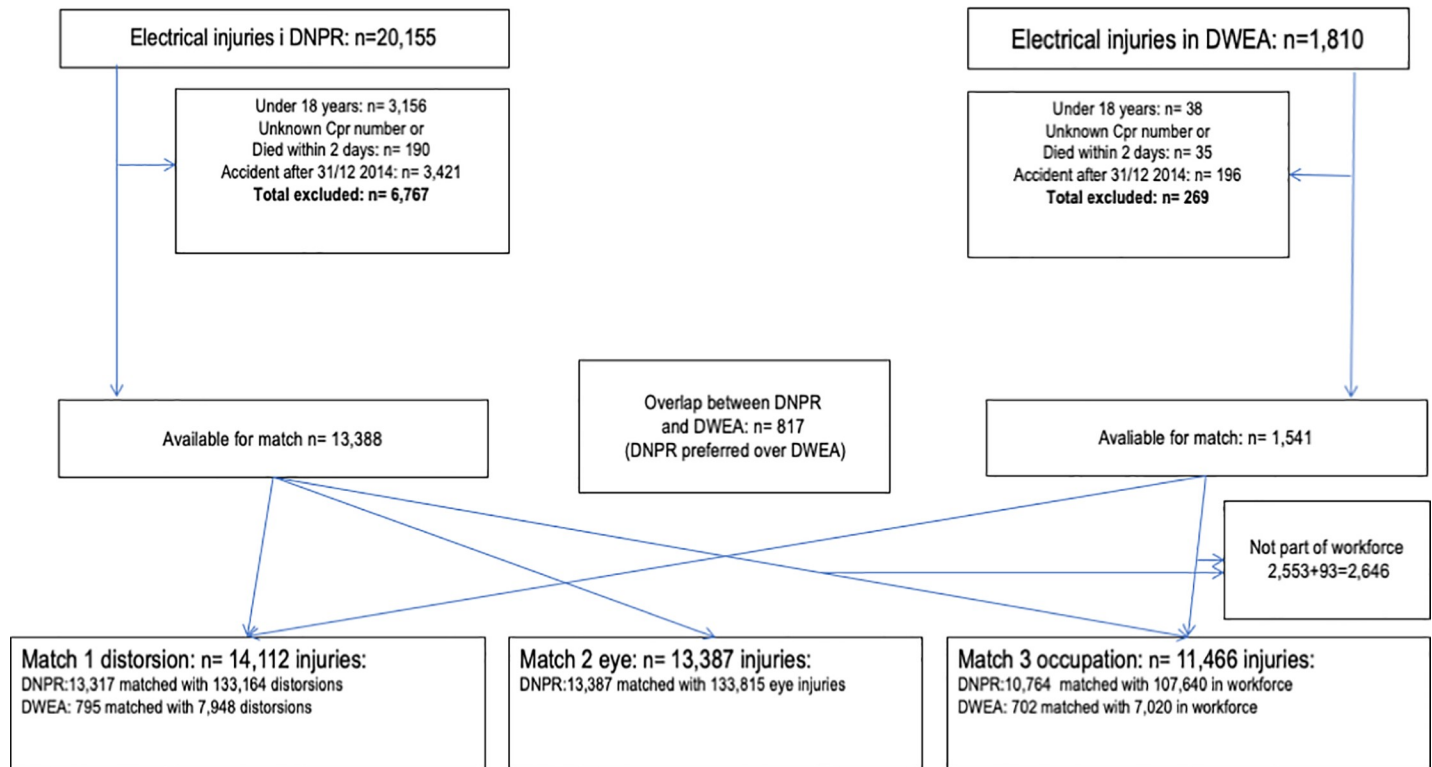 Electrical injuries i DNPR: n=20,155
Electrical injuries in DWEA: n=1,810
Under 18 years: n= 3,156
Unknown Cpr number or
Died within 2 days: n= 190
Accident after 31/12 2014: n= 3,421
Total excluded: n= 6,767
Under 18 years: n= 38
Unknown Cpr number or
Died within 2 days: n= 35
Accident after 31/12 2014: n= 196
Total excluded: n= 269
Available for match n= 13,388
Overlap between DNPR
and DWEA: n= 817
(DNPR preferred over DWEA)
Avaliable for match: n= 1,541
Not part of workforce
2,553+93=2,646
Match 1 distorsion: n= 14,112 injuries:
DNPR:13,317 matched with 133,164 distorsions
DWEA: 795 matched with 7,948 distorsions
Match 2 eye: n= 13,387 injuries:
DNPR:13,387 matched with 133,815 eye injuries
Match 3 occupation: n= 11,466 injuries:
DNPR:10,764 matched with 107,640 in workforce
DWEA: 702 matched with 7,020 in workforce